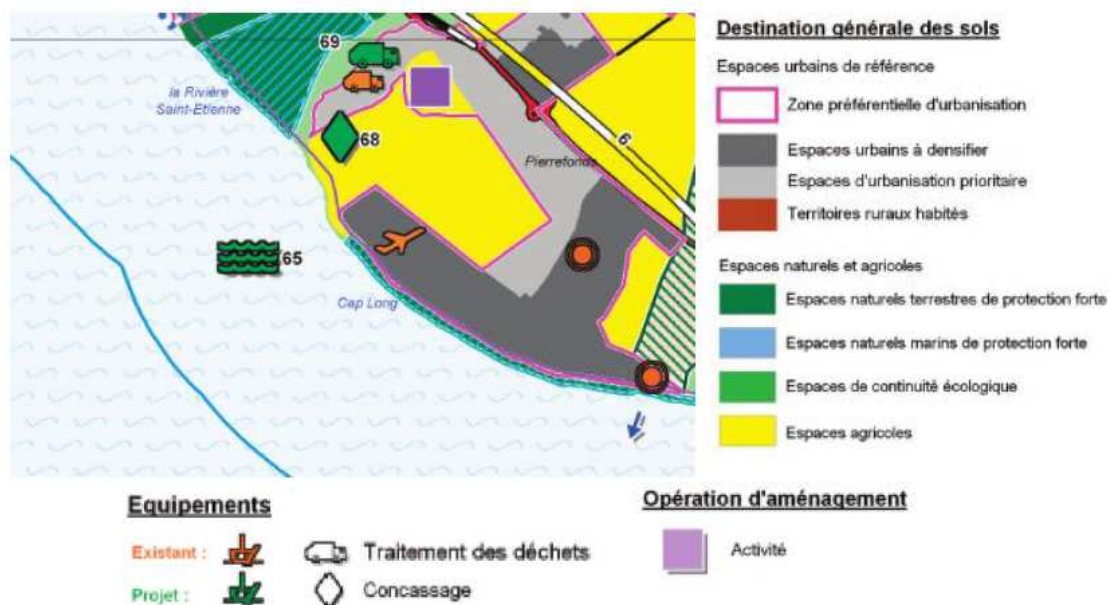 69
la Rivière
Saint-Etienne
68
Pierrefonds
6
65
Cap Long
Destination générale des sols
Espaces urbains de référence
Zone préférentielle d'urbanisation
Espaces urbains à densifier
Espaces d'urbanisation prioritaire
Territoires ruraux habités
Espaces naturels et agricoles
Espaces naturels terrestres de protection forte
Espaces naturels marins de protection forte
Espaces de continuité écologique
Espaces agricoles
Equipements
Existant :
Traitement des déchets
Projet :
Concassage
Opération d'aménagement
Activité